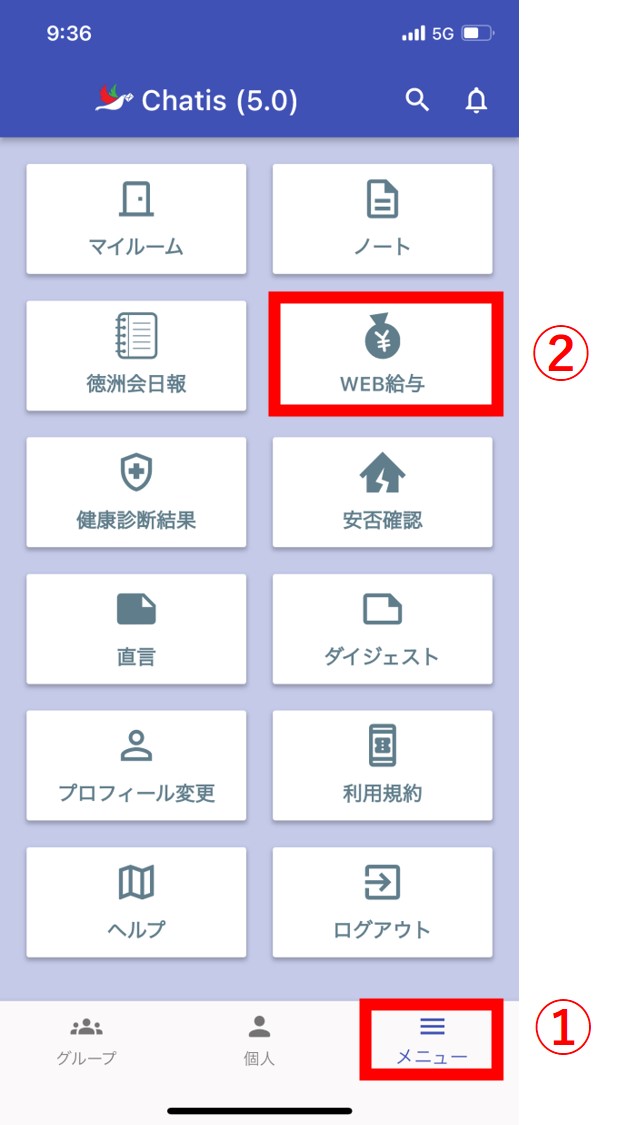 9:36
5G
Chatis (5.0)
マイルーム
ノート
徳洲会日報
WEB給与
②
健康診断結果
安否確認
直言
ダイジェスト
プロフィール変更
利用規約
ヘルプ
ログアウト
グループ
個人
メニュー
①